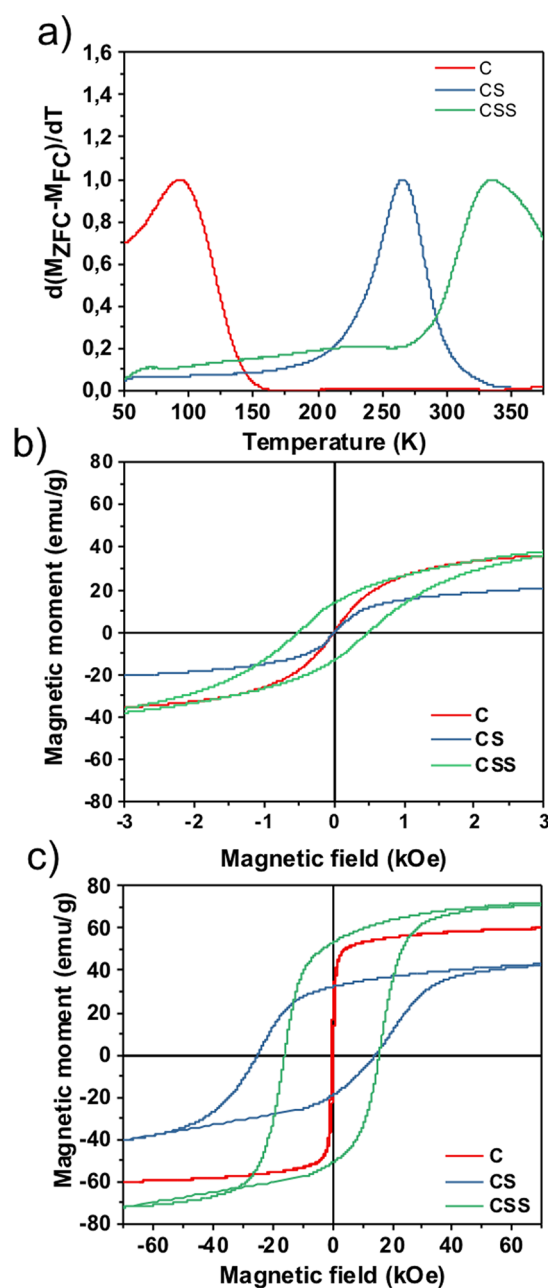 a)
1,6
1,4
1,2
1,0
0,8
0,6
0,4
0,2
0,0
d(MZFC-MFC)/dT
C
CS
CSS
50 100 150 200 250 300 350
Temperature (K)
b)
80
60
40
20
0
-20
-40
-60
-80
Magnetic moment (emu/g)
C
CS
CSS
-3 -2 -1 0 1 2 3
Magnetic field (kOe)
c)
80
60
40
20
0
-20
-40
-60
-80
Magnetic moment (emu/g)
C
CS
CSS
-60 -40 -20 0 20 40 60
Magnetic field (kOe)